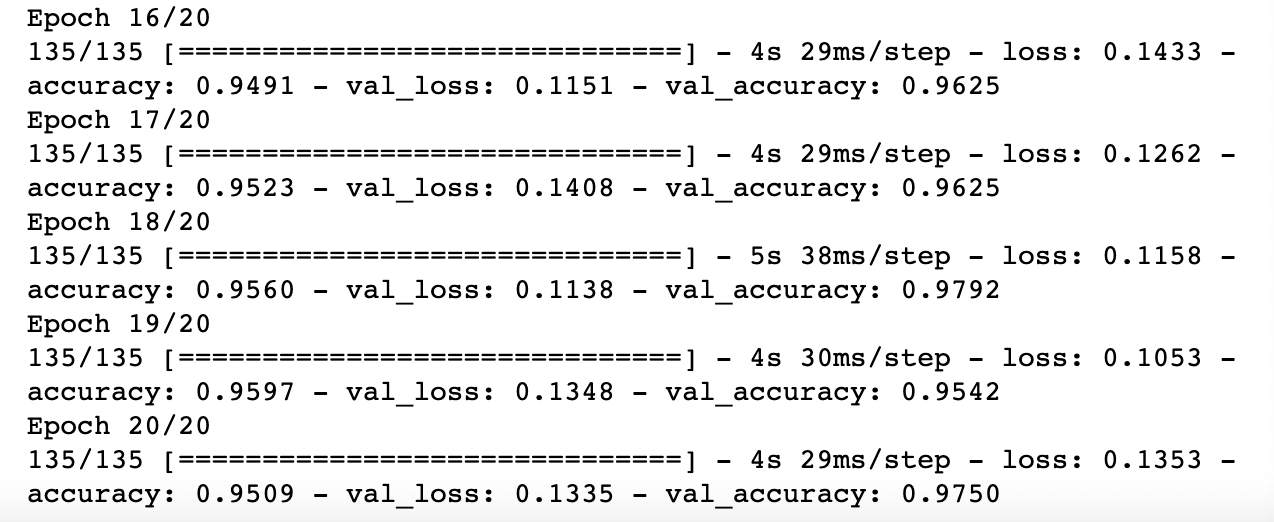 Epoch 16/20
135/135 [==============================] - 4s 29ms/step - loss: 0.1433 -
accuracy: 0.9491 - val_loss: 0.1151 - val_accuracy: 0.9625
Epoch 17/20
135/135 [==============================] - 4s 29ms/step - loss: 0.1262 -
accuracy: 0.9523 - val_loss: 0.1408 - val_accuracy: 0.9625
Epoch 18/20
135/135 [==============================] - 5s 38ms/step - loss: 0.1158 -
accuracy: 0.9560 - val_loss: 0.1138 - val_accuracy: 0.9792
Epoch 19/20
135/135 [==============================] - 4s 30ms/step - loss: 0.1053 -
accuracy: 0.9597 - val_loss: 0.1348 - val_accuracy: 0.9542
Epoch 20/20
135/135 [==============================] - 4s 29ms/step - loss: 0.1353 -
accuracy: 0.9509 - val_loss: 0.1335 - val_accuracy: 0.9750